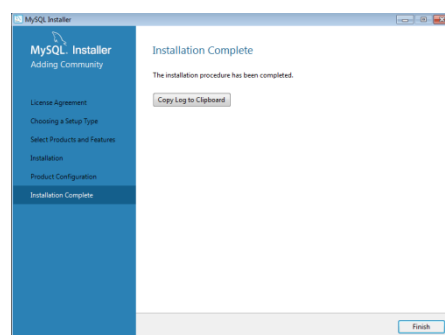 MySQL Installer
MySQL. Installer
Adding Community
License Agreement
Choosing a Setup Type
Select Products and Features
Installation
Product Configuration
Installation Complete
Installation Complete
The installation procedure has been completed.
Copy Log to Clipboard
Finish